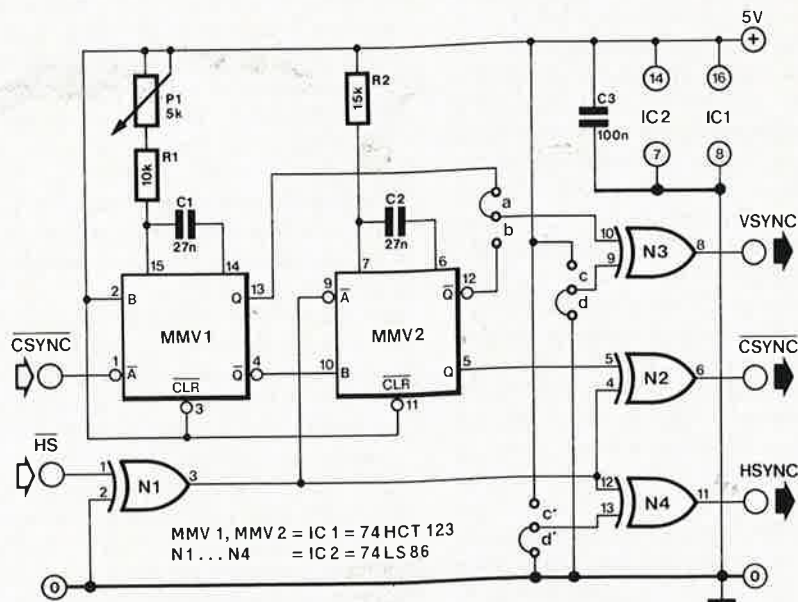 5V
+
P1
5k
R2
15k
14
16
C3
100n
IC2
IC1
7
8
R1
10k
C1
27n
C2
27n
a
b
c
d
15
14
13
7
6
12
2
B
Q
9
A
Q
MMV1
MMV2
10
9
N3
8
VSYNC
CSYNC
1
A
Q
4
10
B
Q
5
CLR
CLR
3
11
5
4
N2
6
CSYNC
HS
1
2
N1
3
12
13
N4
11
HSYNC
c'
d'
MMV 1, MMV 2 = IC 1 = 74 HCT 123
N1 ... N4 = IC2 = 74 LS 86
0
0